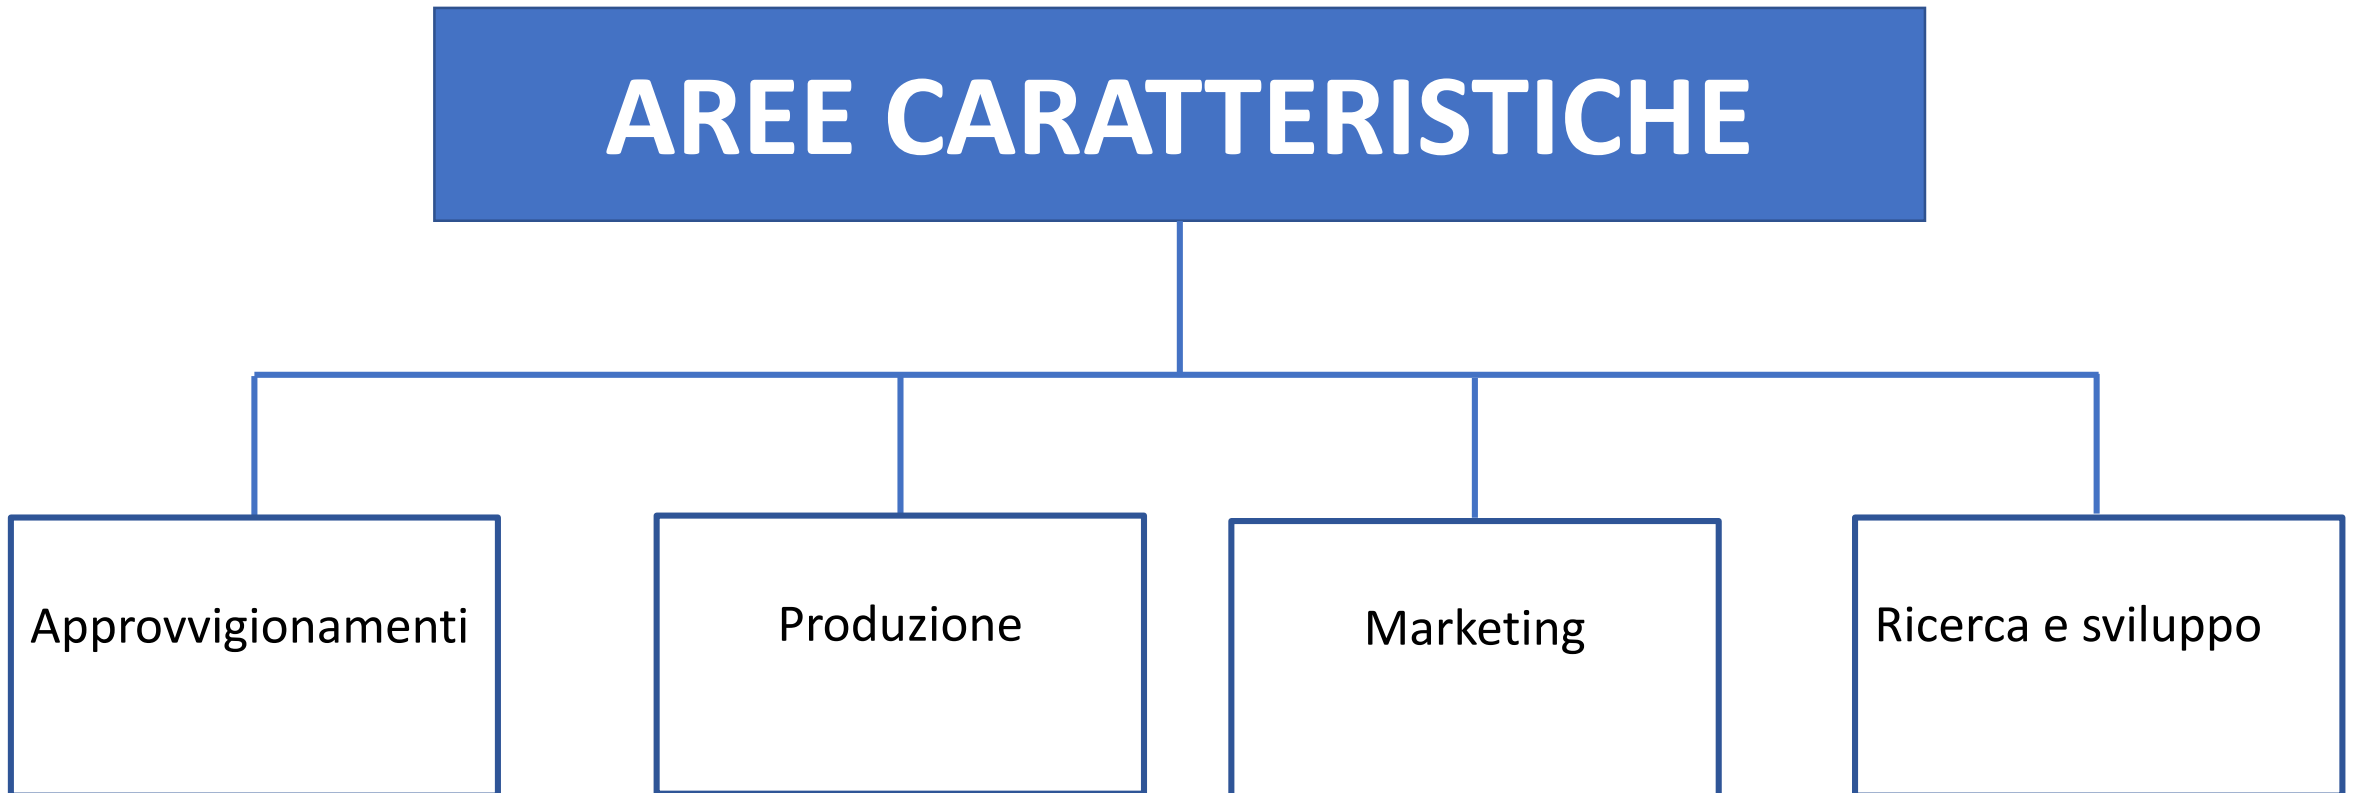 AREE CARATTERISTICHE
Approvvigionamenti
Produzione
Marketing
Ricerca e sviluppo